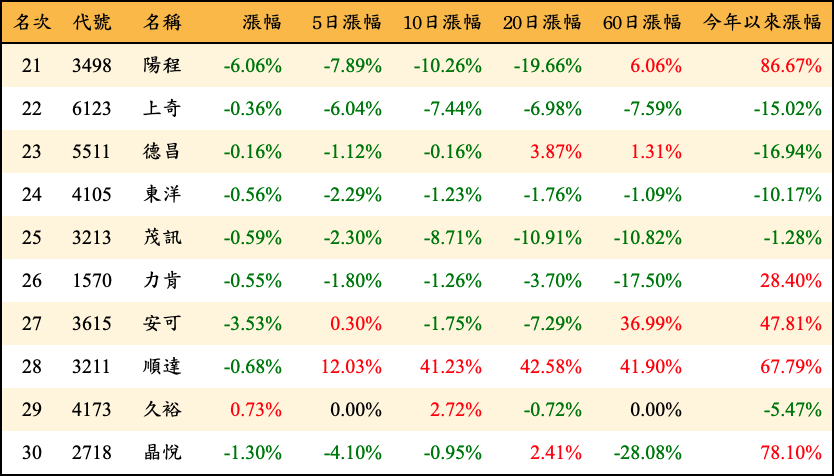 名次 代號 名稱 漲幅 5日漲幅 10日漲幅 20日漲幅 60日漲幅 今年以來漲幅
21 3498 陽程 -6.06% -7.89% -10.26% -19.66% 6.06% 86.67%
22 6123 上奇 -0.36% -6.04% -7.44% -6.98% -7.59% -15.02%
23 5511 德昌 -0.16% -1.12% -0.16% 3.87% 1.31% -16.94%
24 4105 東洋 -0.56% -2.29% -1.23% -1.76% -1.09% -10.17%
25 3213 茂訊 -0.59% -2.30% -8.71% -10.91% -10.82% -1.28%
26 1570 力肯 -0.55% -1.80% -1.26% -3.70% -17.50% 28.40%
27 3615 安可 -3.53% 0.30% -1.75% -7.29% 36.99% 47.81%
28 3211 順達 -0.68% 12.03% 41.23% 42.58% 41.90% 67.79%
29 4173 久裕 0.73% 0.00% 2.72% -0.72% 0.00% -5.47%
30 2718 晶悅 -1.30% -4.10% -0.95% 2.41% -28.08% 78.10%